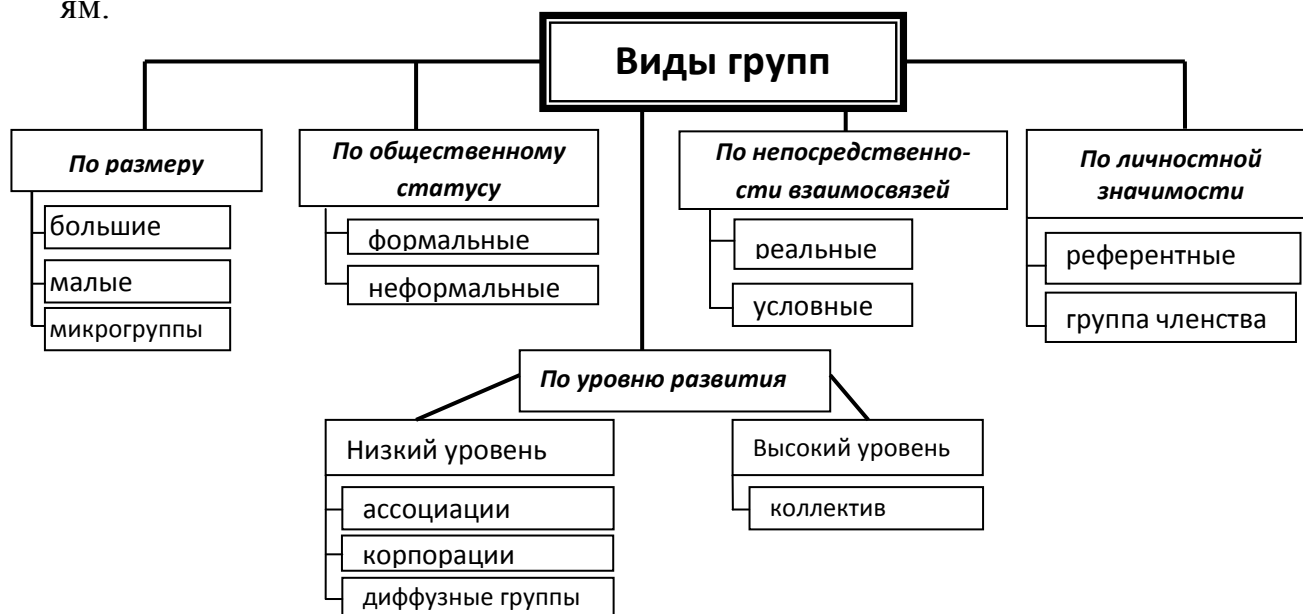 ям.
Виды групп
По размеру
большие
малые
микрогруппы
По общественному
статусу
формальные
неформальные
По непосредственно-
сти взаимосвязей
реальные
условные
По личностной
значимости
референтные
группа членства
По уровню развития
Низкий уровень
ассоциации
корпорации
диффузные группы
Высокий уровень
коллектив